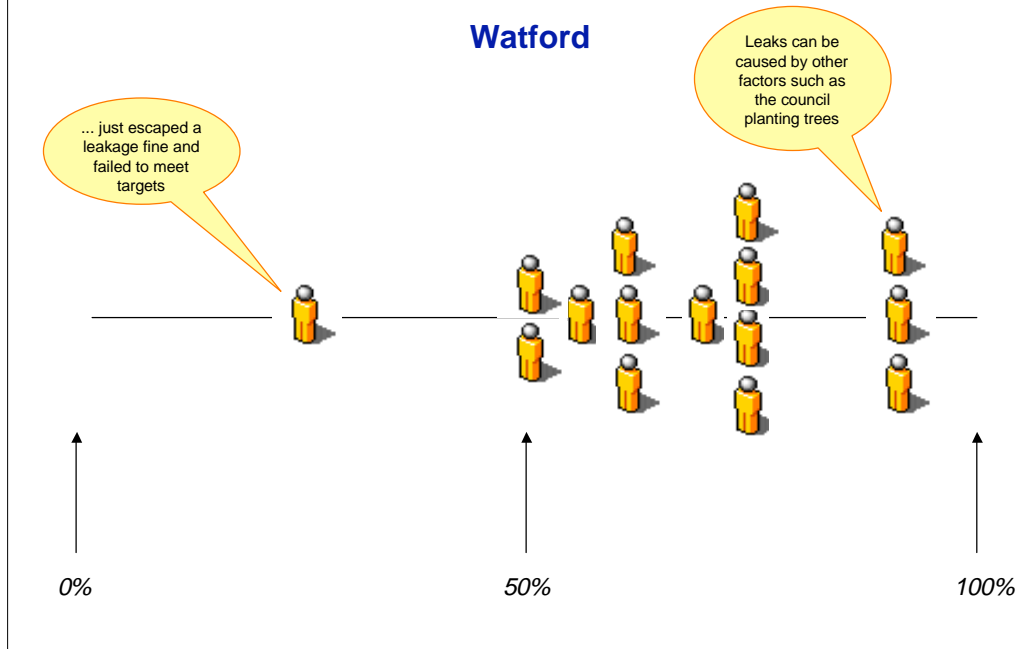 Watford
Leaks can be
caused by other
factors such as
the council
planting trees
... just escaped a
leakage fine and
failed to meet
targets
0%
50%
100%